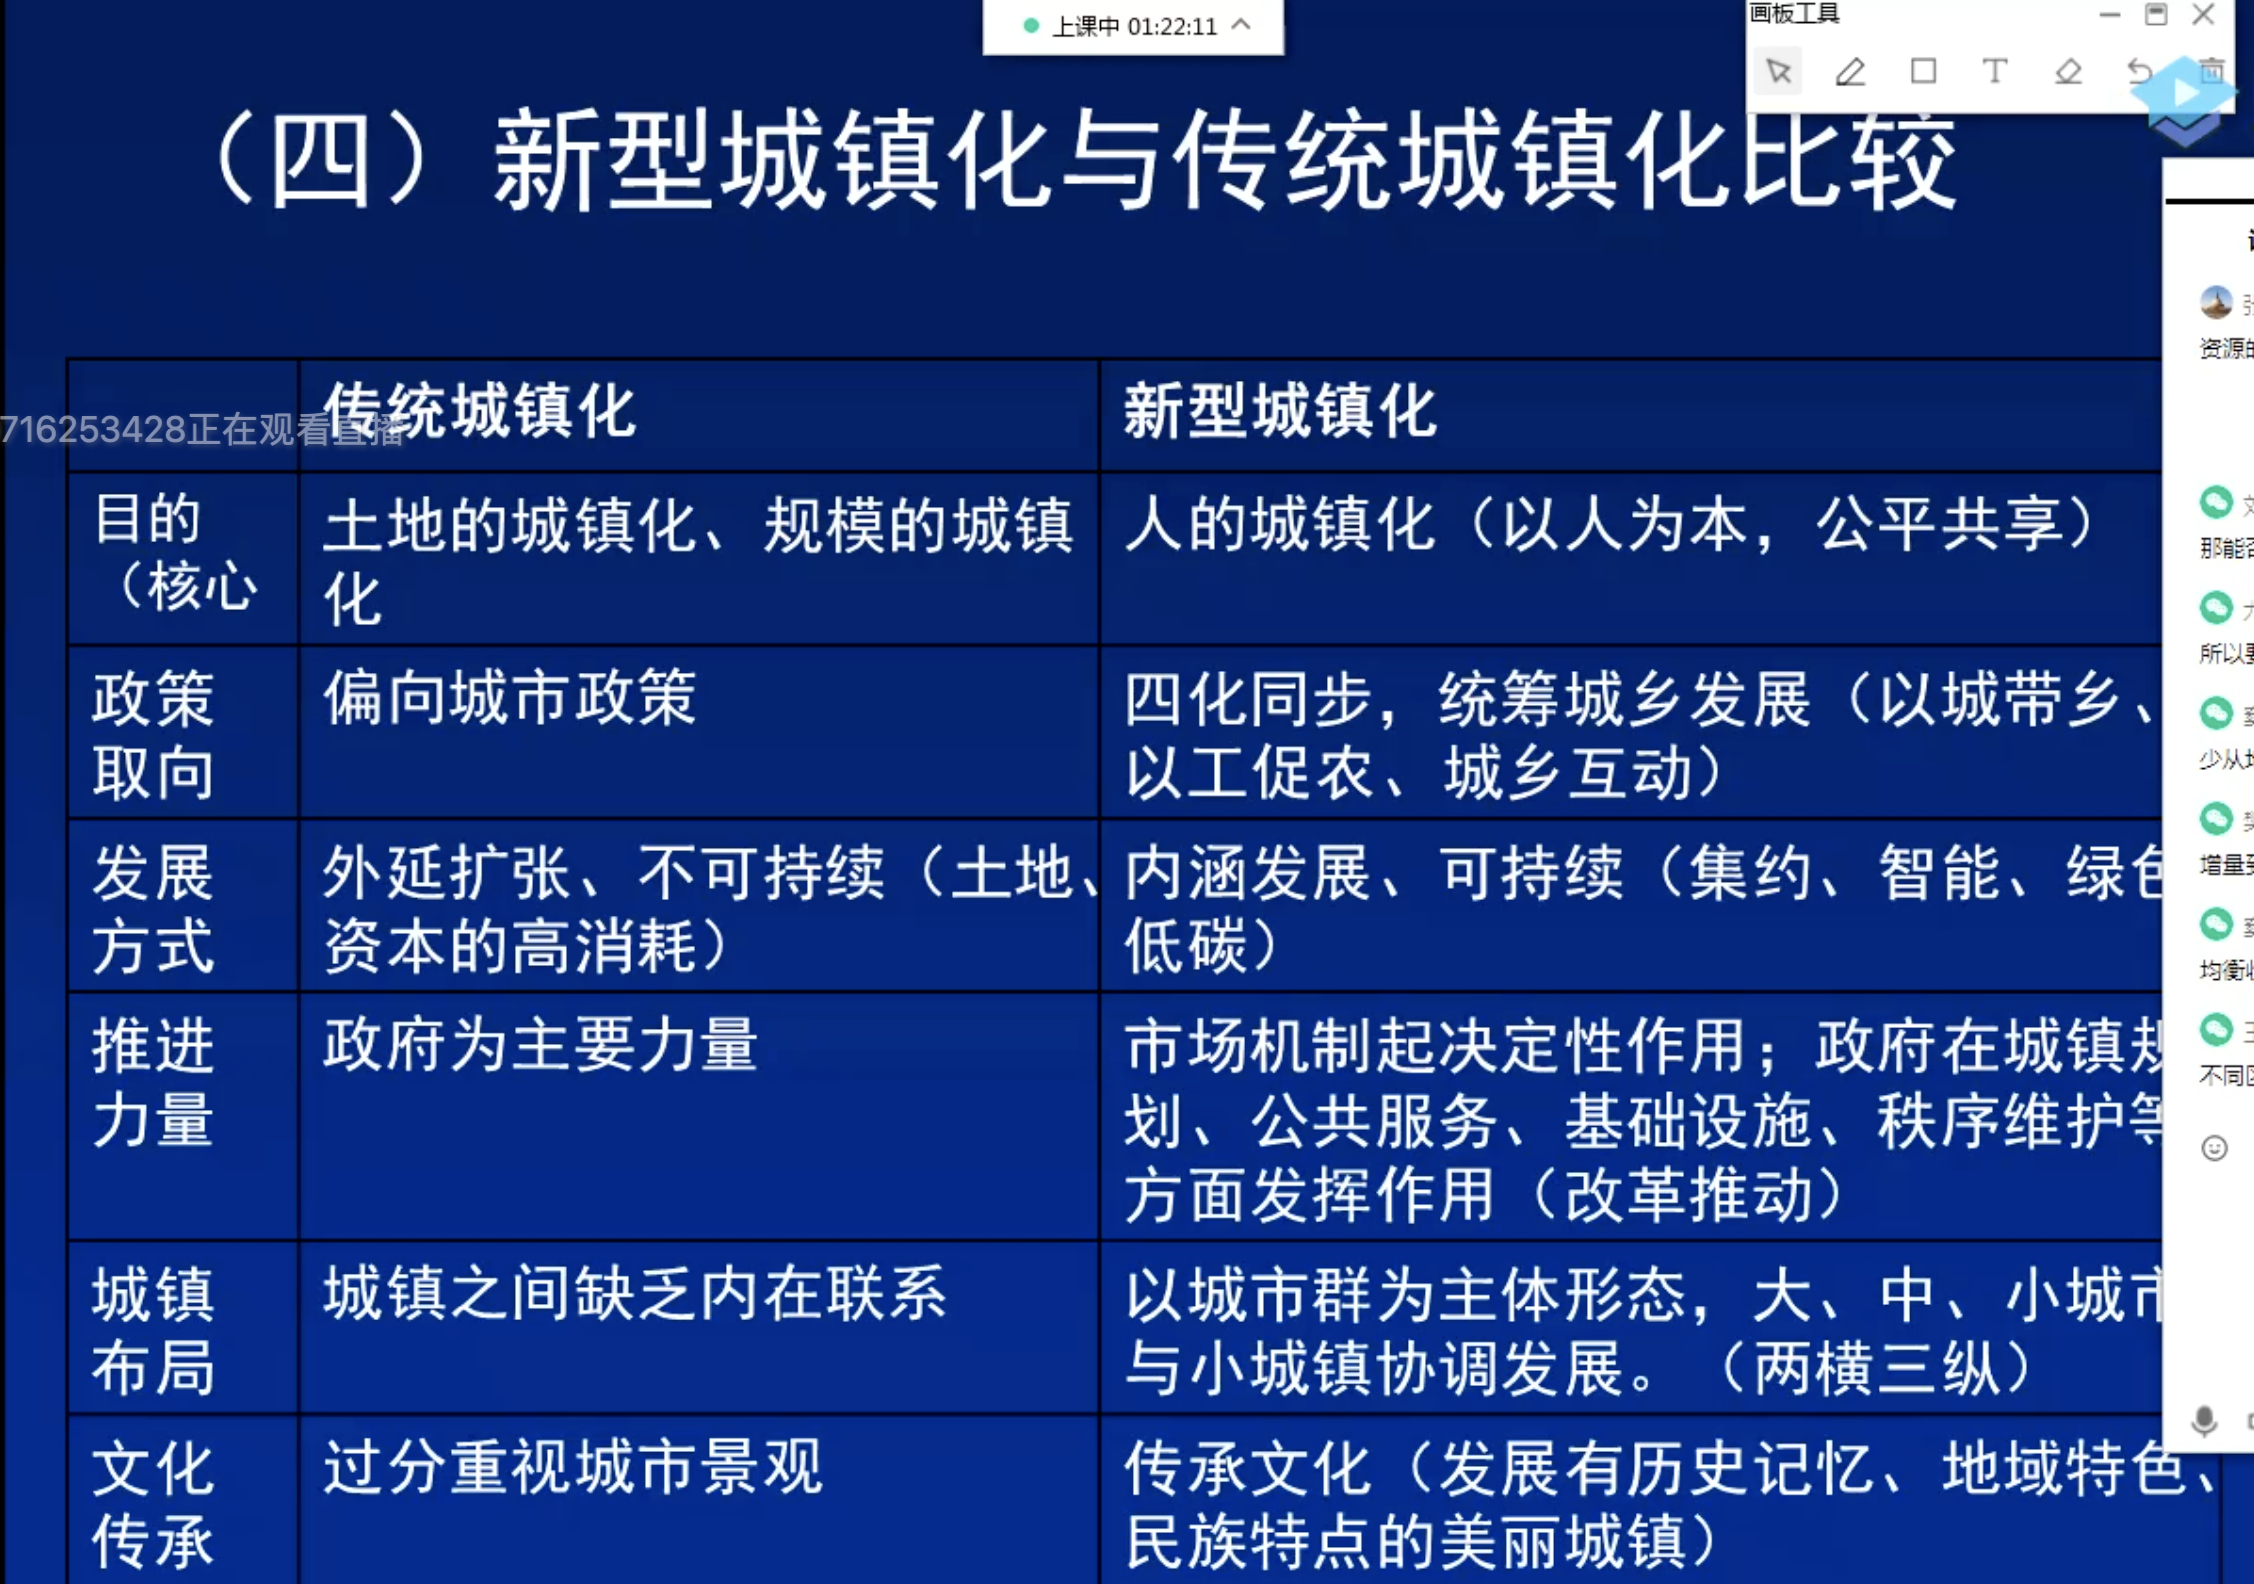 上课中 01:22:11
画板工具
（四）新型城镇化与传统城镇化比较
716253428正在观看直播
传统城镇化
新型城镇化
目的
（核心
土地的城镇化、规模的城镇
化
人的城镇化（以人为本，公平共享）
政策
取向
偏向城市政策
四化同步，统筹城乡发展（以城带乡、
以工促农、城乡互动）
发展
方式
外延扩张、不可持续（土地、
资本的高消耗）
内涵发展、可持续（集约、智能、绿色
低碳）
推进
力量
政府为主要力量
市场机制起决定性作用；政府在城镇规
划、公共服务、基础设施、秩序维护等
方面发挥作用（改革推动）
城镇
布局
城镇之间缺乏内在联系
以城市群为主体形态，大、中、小城市
与小城镇协调发展。（两横三纵）
文化
传承
过分重视城市景观
传承文化（发展有历史记忆、地域特色、
民族特点的美丽城镇）
资源的
那能否
所以要
少从
增量
均衡
不同区